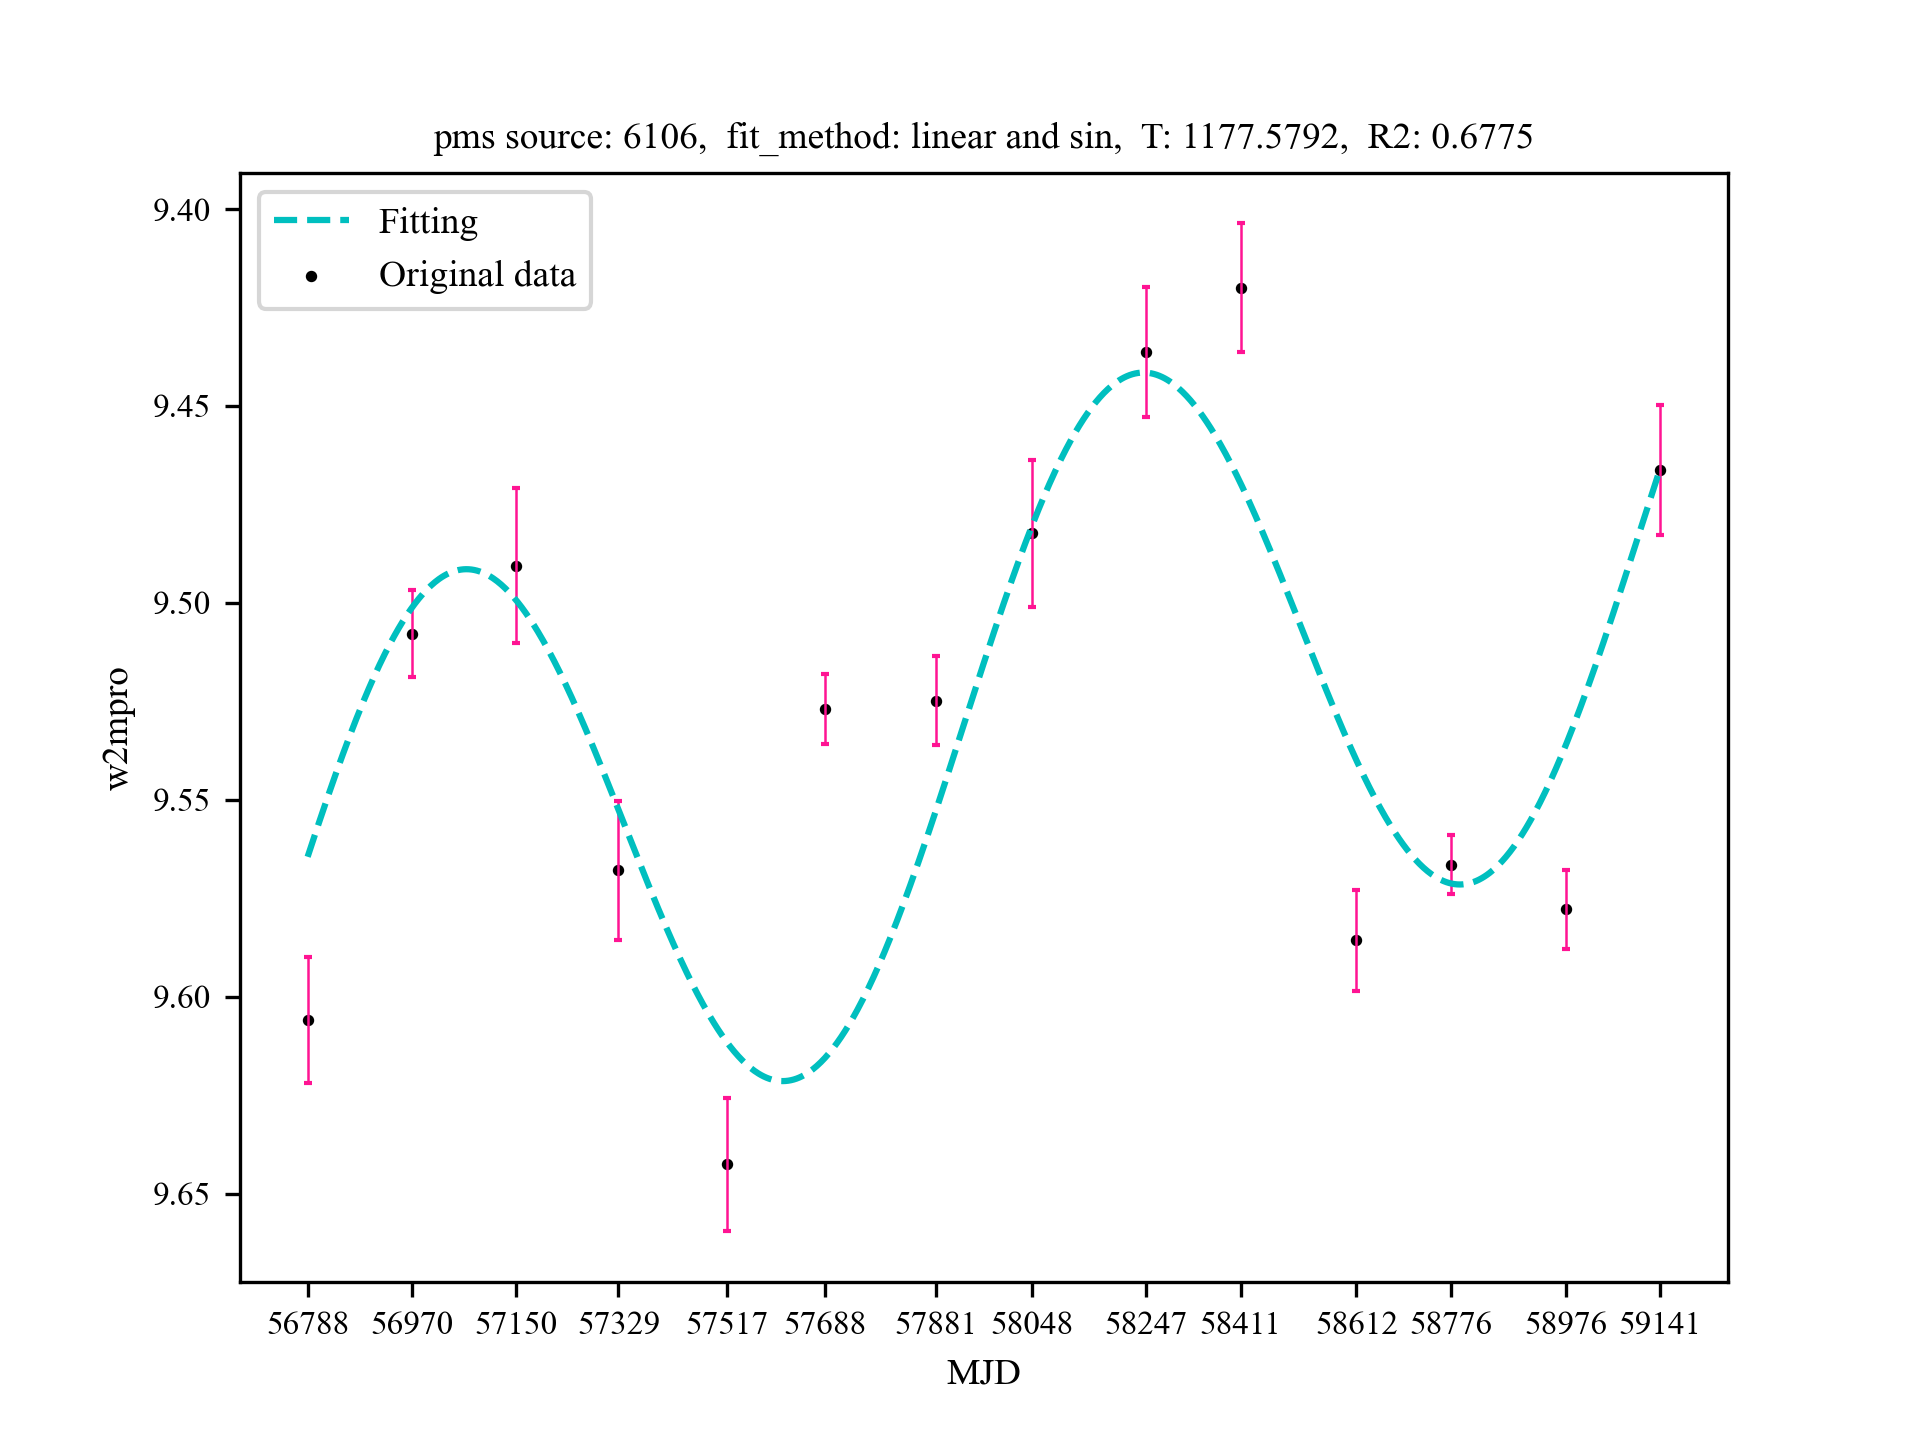 pms source: 6106, fit_method: linear and sin, T: 1177.5792, R2: 0.6775
Fitting
Original data
9.40
9.45
9.50
9.55
9.60
9.65
w2mpro
56788 56970 57150 57329 57517 57688 57881 58048 58247 58411 58612 58776 58976 59141
MJD